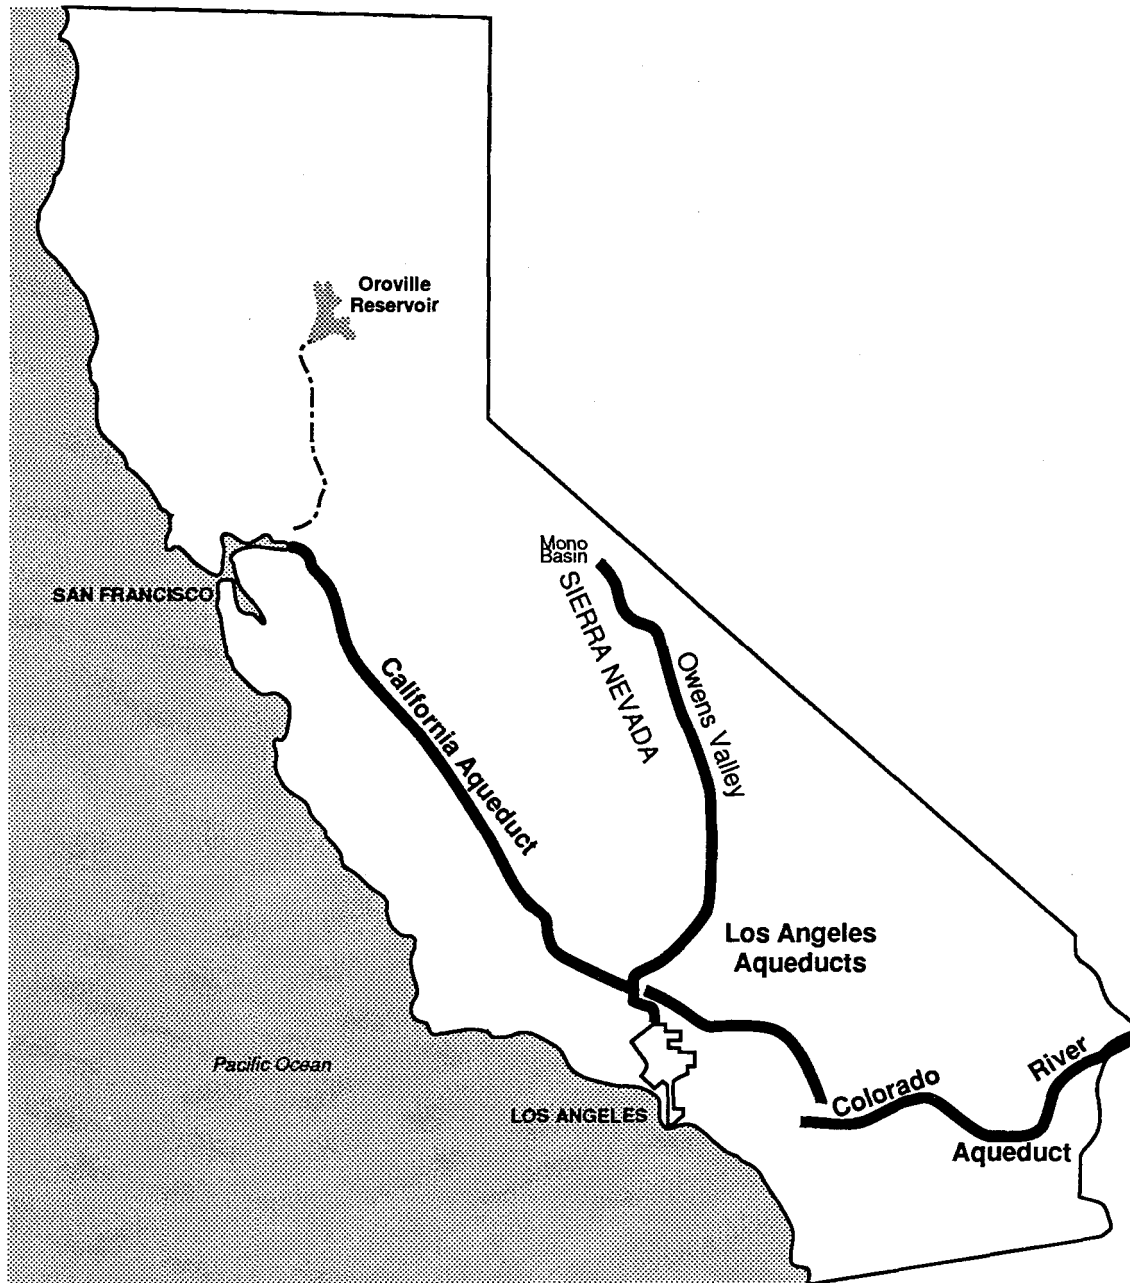 Oroville
Reservoir
Mono
Basin
SAN FRANCISCO
SIERRA NEVADA
Owens Valley
California Aqueduct
Los Angeles
Aqueducts
Pacific Ocean
River
Colorado
LOS ANGELES
Aqueduct